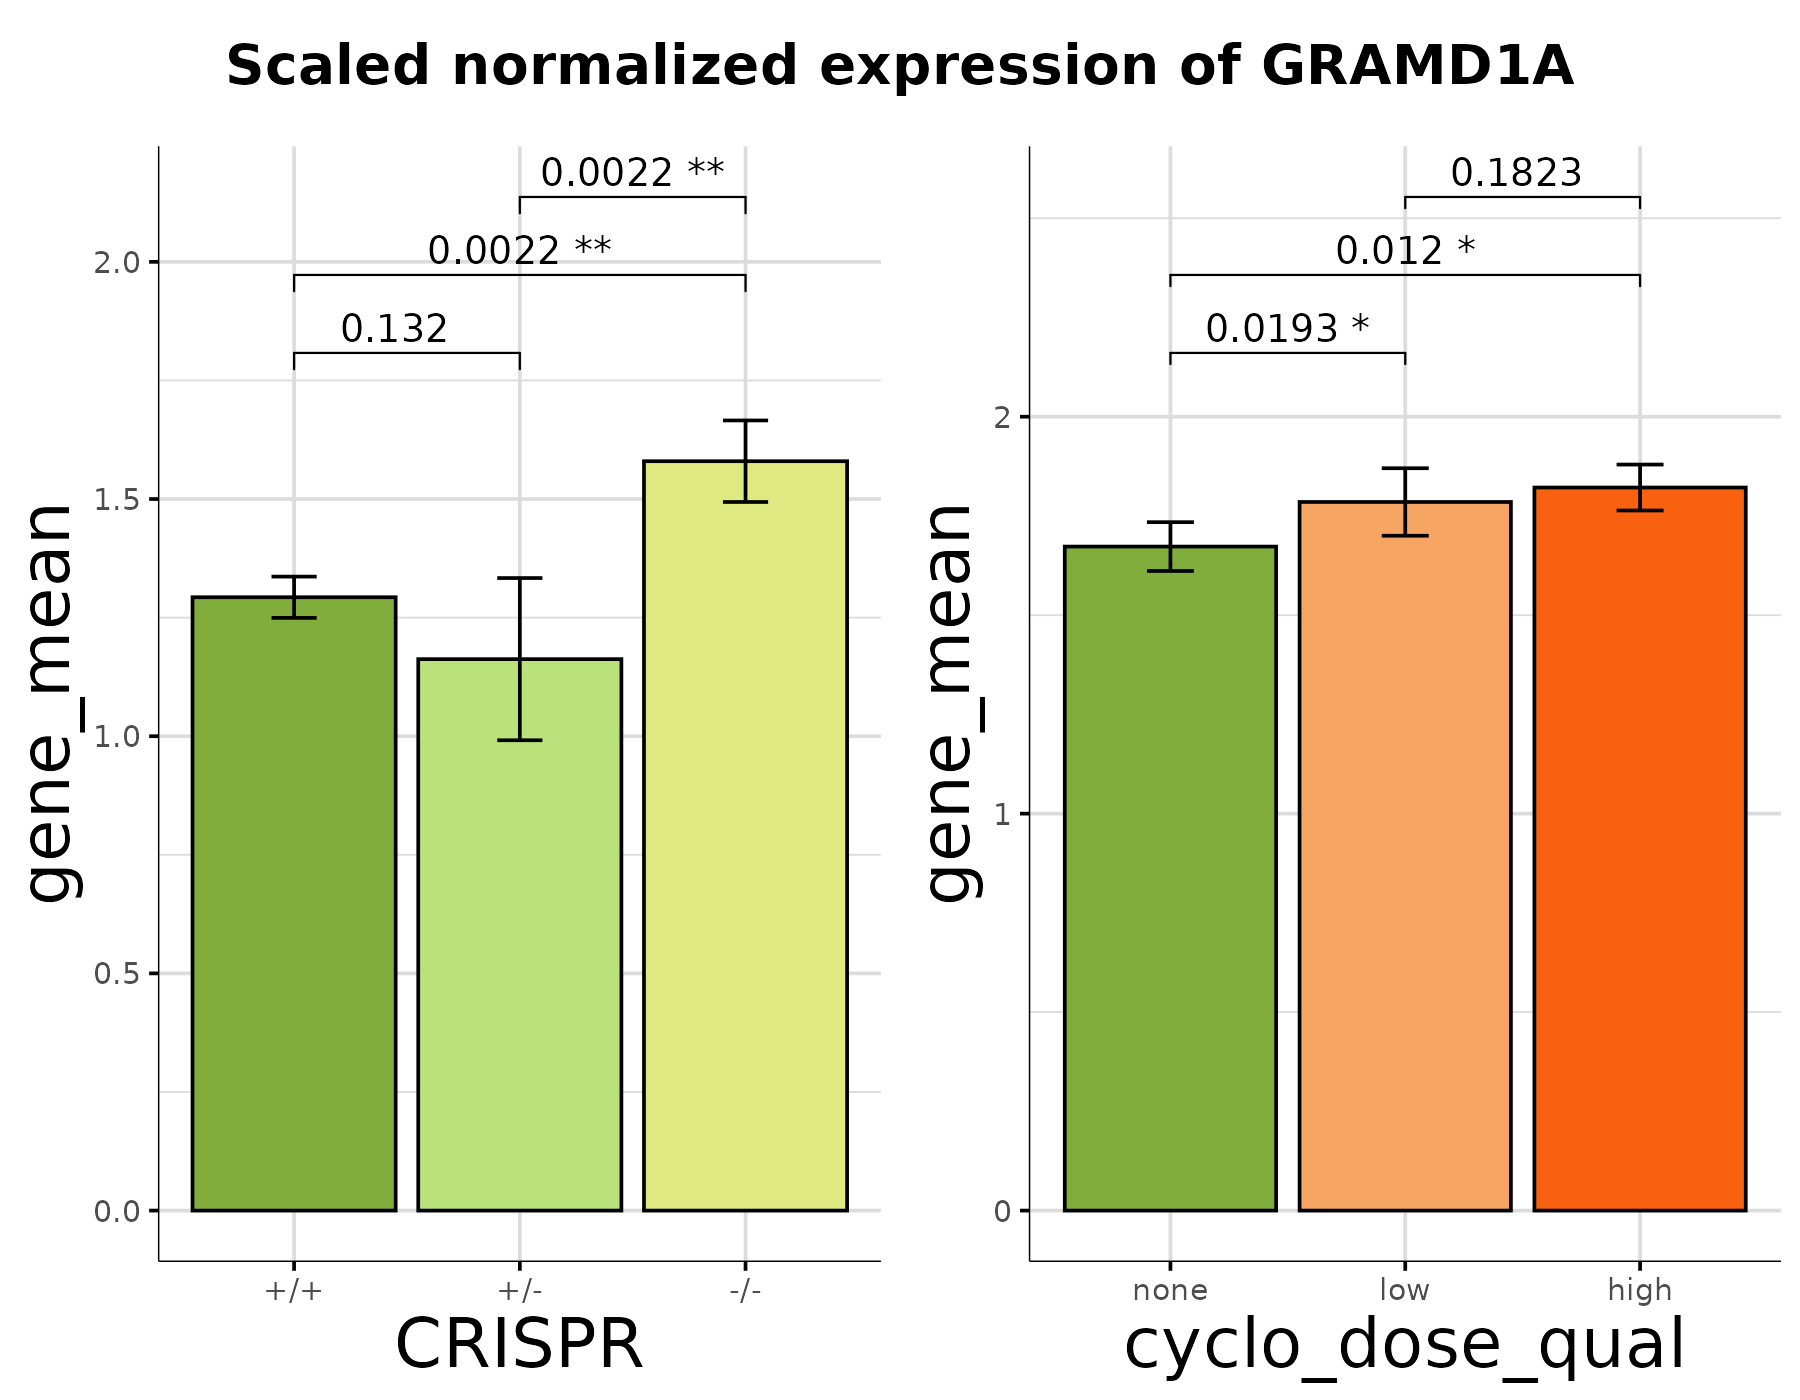 Scaled normalized expression of GRAMD1A
gene_mean
2.0
1.5
1.0
0.5
0.0
0.0022 **
0.0022 **
0.132
+/+ +/- -/-
CRISPR
gene_mean
2
1
0
0.1823
0.012 *
0.0193 *
none low high
cyclo_dose_qual